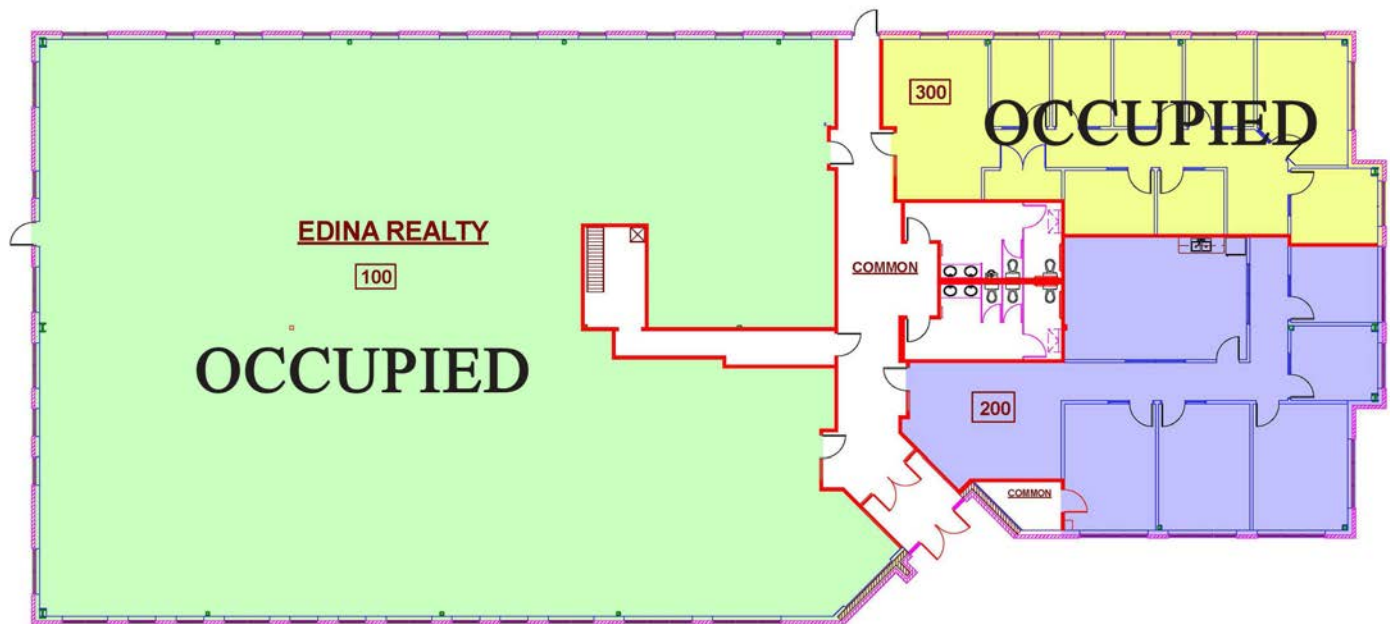 300
OCCUPIED
EDINA REALTY
100
COMMON
OCCUPIED
200
COMMON